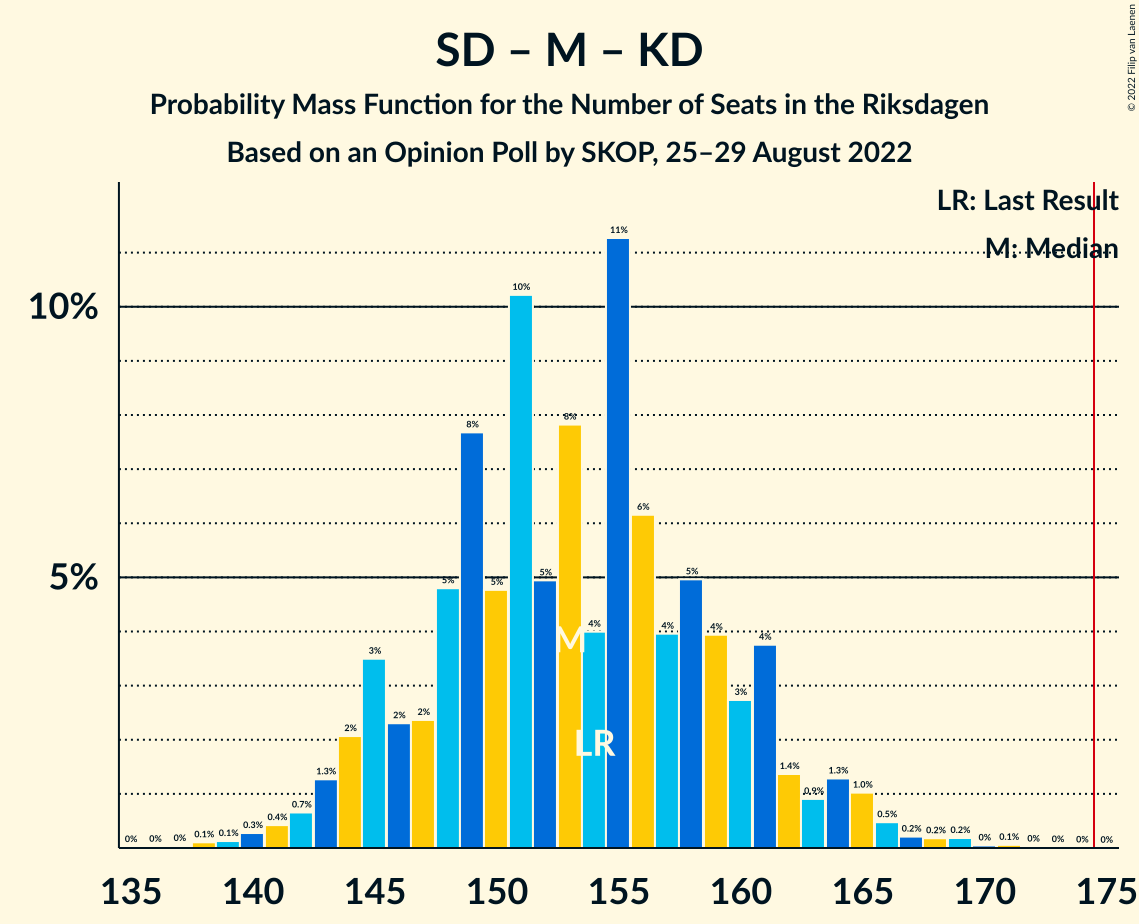 SD – M – KD
Probability Mass Function for the Number of Seats in the Riksdagen
Based on an Opinion Poll by SKOP, 25–29 August 2022
© 2022 Filip van Laenen
LR: Last Result
M: Median
10%
5%
0% 0% 0% 0.1% 0.1% 0.3% 0.4% 0.7% 1.3% 2% 3% 2% 2% 5% 8% 5% 10% 5% 8% 4% 11% 6% 4% 5% 4% 3% 4% 1.4% 0.9% 1.3% 1.0% 0.5% 0.2% 0.2% 0.2% 0% 0.1% 0% 0% 0% 0%
M
LR
135 140 145 150 155 160 165 170 175